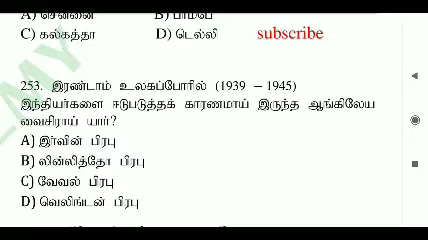 A) சென்னை B) பாம்பே
C) கல்கத்தா D) டெல்லி subscribe
253. இரண்டாம் உலகப்போரில் (1939 – 1945)
இந்தியர்களை ஈடுபடுத்தக் காரணமாய் இருந்த ஆங்கிலேய
வைசிராய் யார்?
A) இர்வின் பிரபு
B) லின்லித்தோ பிரபு
C) வேவல் பிரபு
D) வெலிங்டன் பிரபு